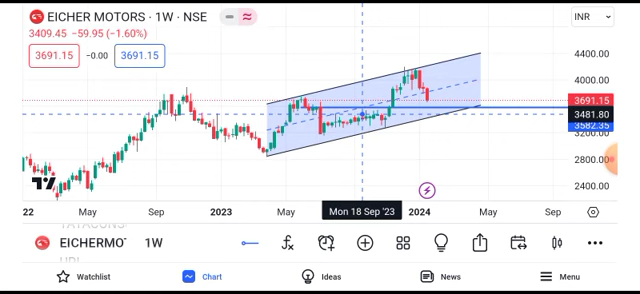 EICHER MOTORS · 1W · NSE
INR
3409.45 −59.95 (−1.60%)
3691.15 −0.00 3691.15
4400.00
4000.00
3691.15
3481.80
3582.35
3200.00
2800.00
2400.00
22 May Sep 2023 May Mon 18 Sep '23 2024 May Sep
EICHERMO 1W
Watchlist Chart Ideas News Menu